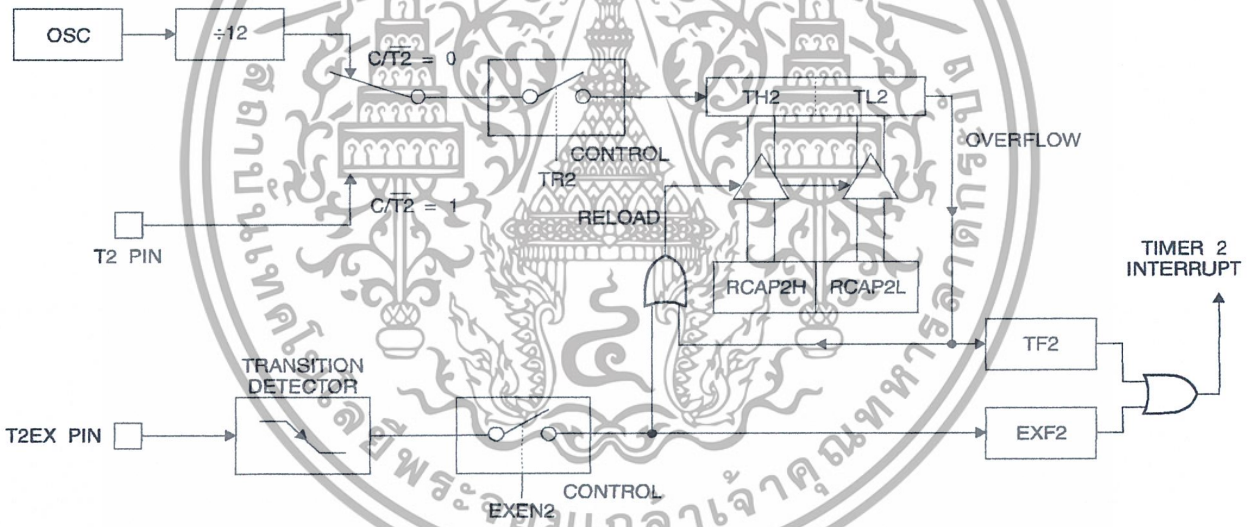 OSC
÷12
C/T2̅ = 0
TH2
TL2
OVERFLOW
CONTROL
TR2
C/T2̅ = 1
RELOAD
T2 PIN
TIMER 2
INTERRUPT
RCAP2H
RCAP2L
TF2
TRANSITION
DETECTOR
T2EX PIN
EXF2
CONTROL
EXEN2